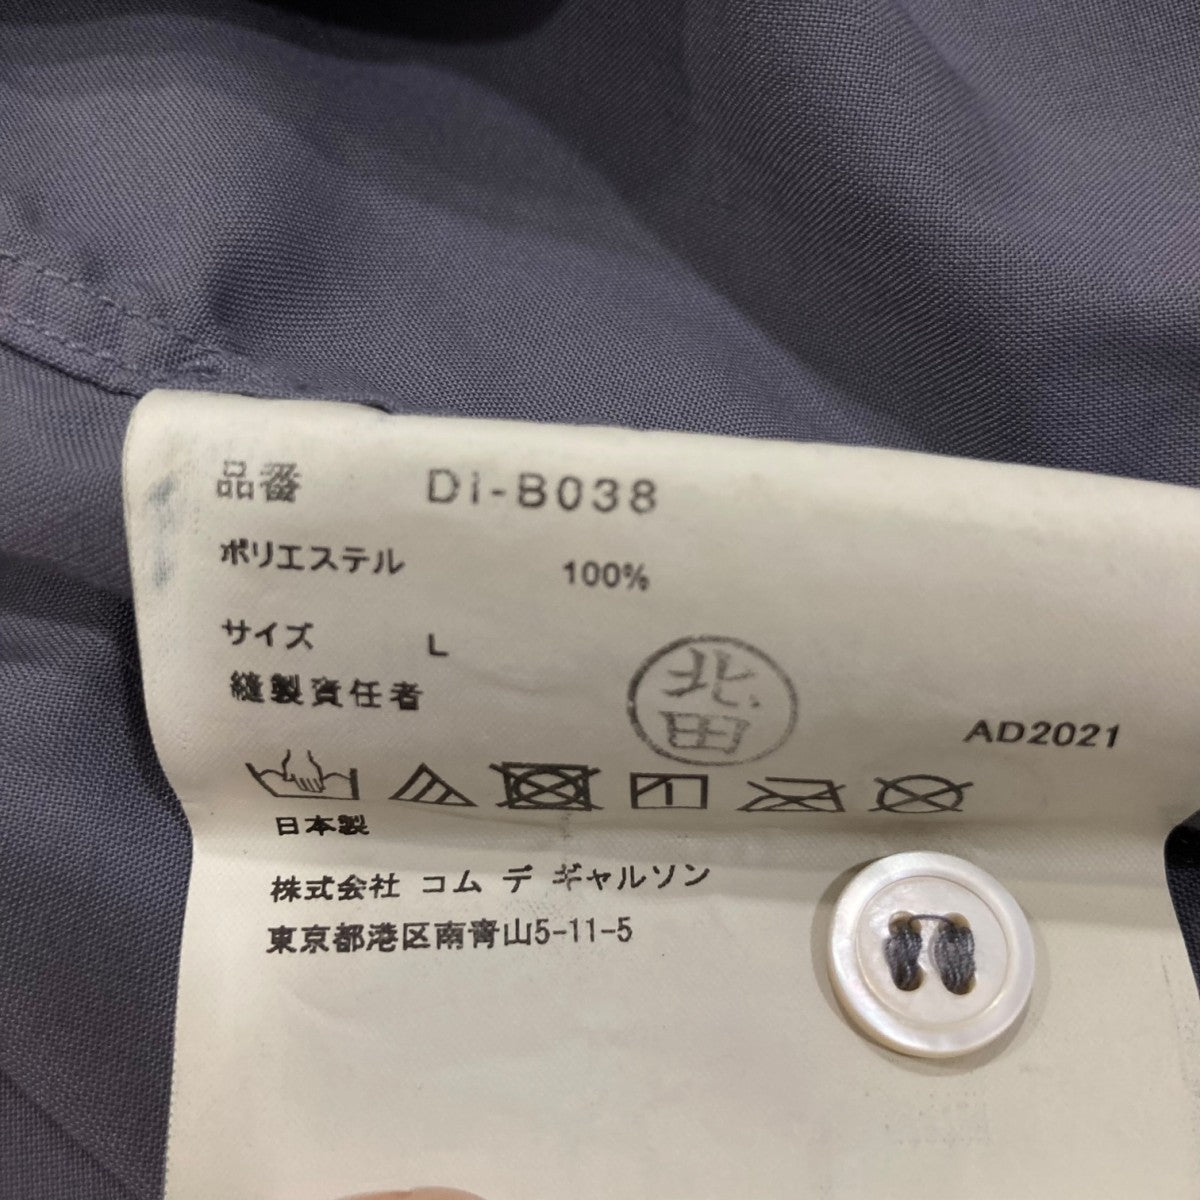 品番 Di-B038
ポリエステル 100%
サイズ L
縫製責任者 北田
AD2021
日本製
株式会社 コム デ ギャルソン
東京都港区南青山5-11-5